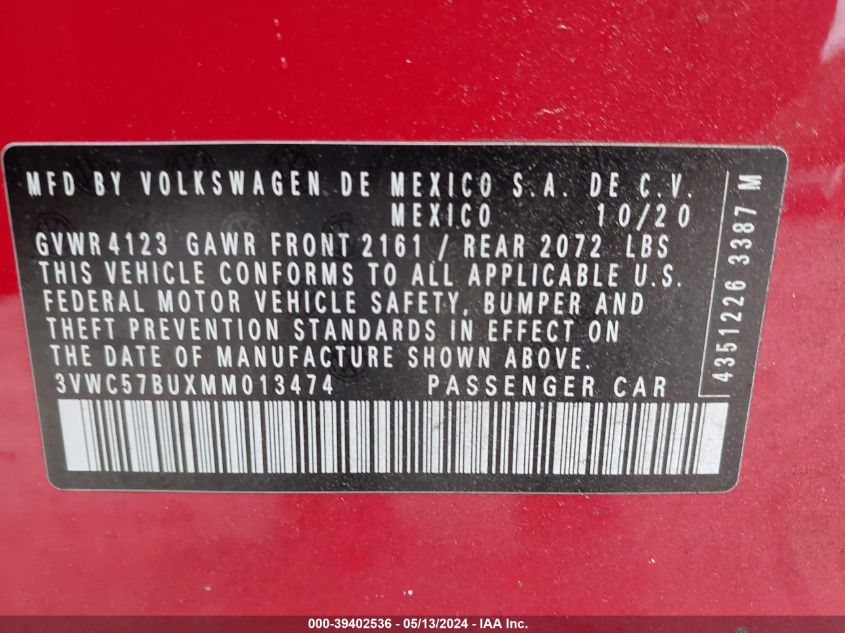 MFD BY VOLKSWAGEN DE MEXICO S.A. DE C.V.
MEXICO 10/20
GVWR 4123 GAWR FRONT 2161 / REAR 2072 LBS
THIS VEHICLE CONFORMS TO ALL APPLICABLE U.S.
FEDERAL MOTOR VEHICLE SAFETY, BUMPER AND
THEFT PREVENTION STANDARDS IN EFFECT ON
THE DATE OF MANUFACTURE SHOWN ABOVE.
3VWC57BUXMM013474 PASSENGER CAR
4351226 3387 M
000-39402536 - 05/13/2024 - IAA Inc.